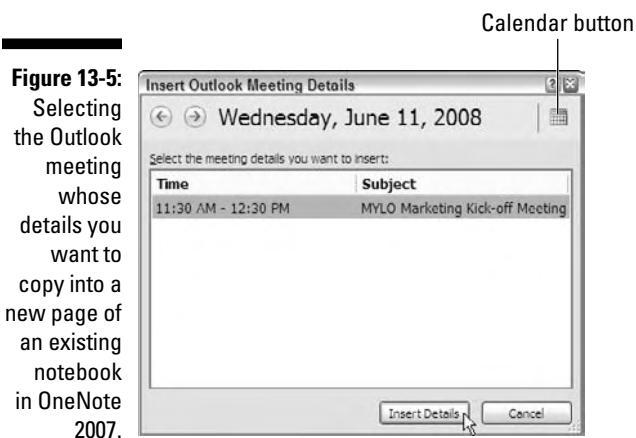 Calendar button
Figure 13-5:
Selecting
the Outlook
meeting
whose
details you
want to
copy into a
new page of
an existing
notebook
in OneNote
2007.
Insert Outlook Meeting Details
Wednesday, June 11, 2008
Select the meeting details you want to insert:
Time Subject
11:30 AM - 12:30 PM MYLO Marketing Kick-off Meeting
Insert Details Cancel